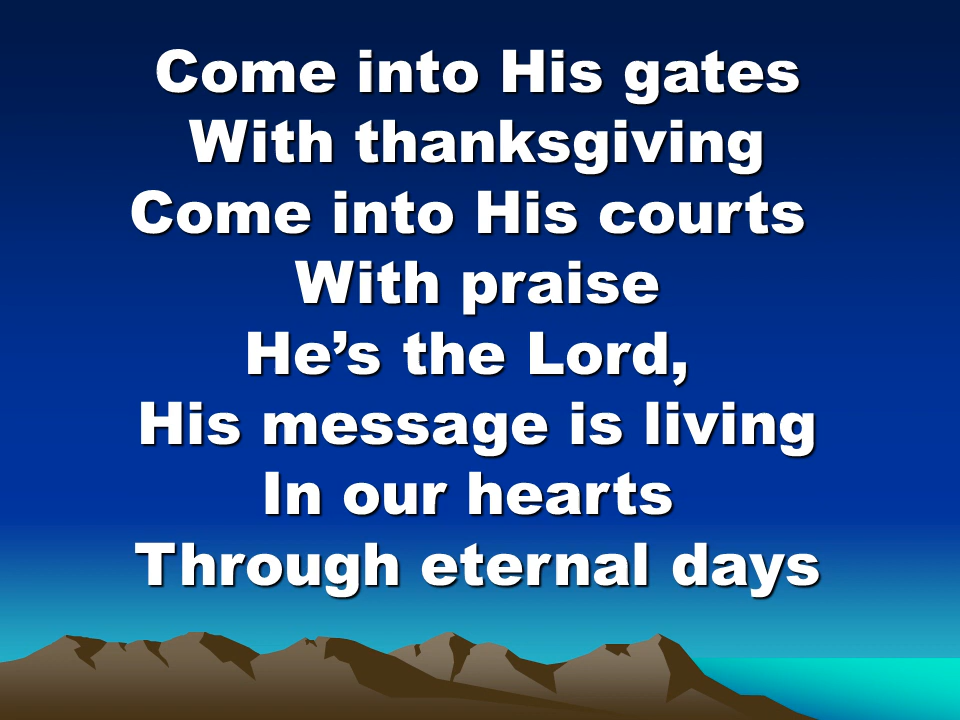 Come into His gates
With thanksgiving
Come into His courts
With praise
He’s the Lord,
His message is living
In our hearts
Through eternal days